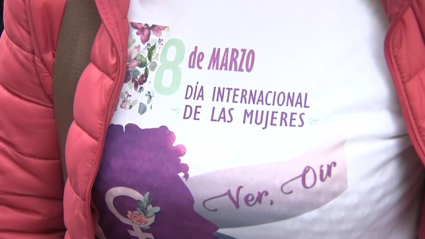 8 de MARZO
DÍA INTERNACIONAL
DE LAS MUJERES
Ver, Oír